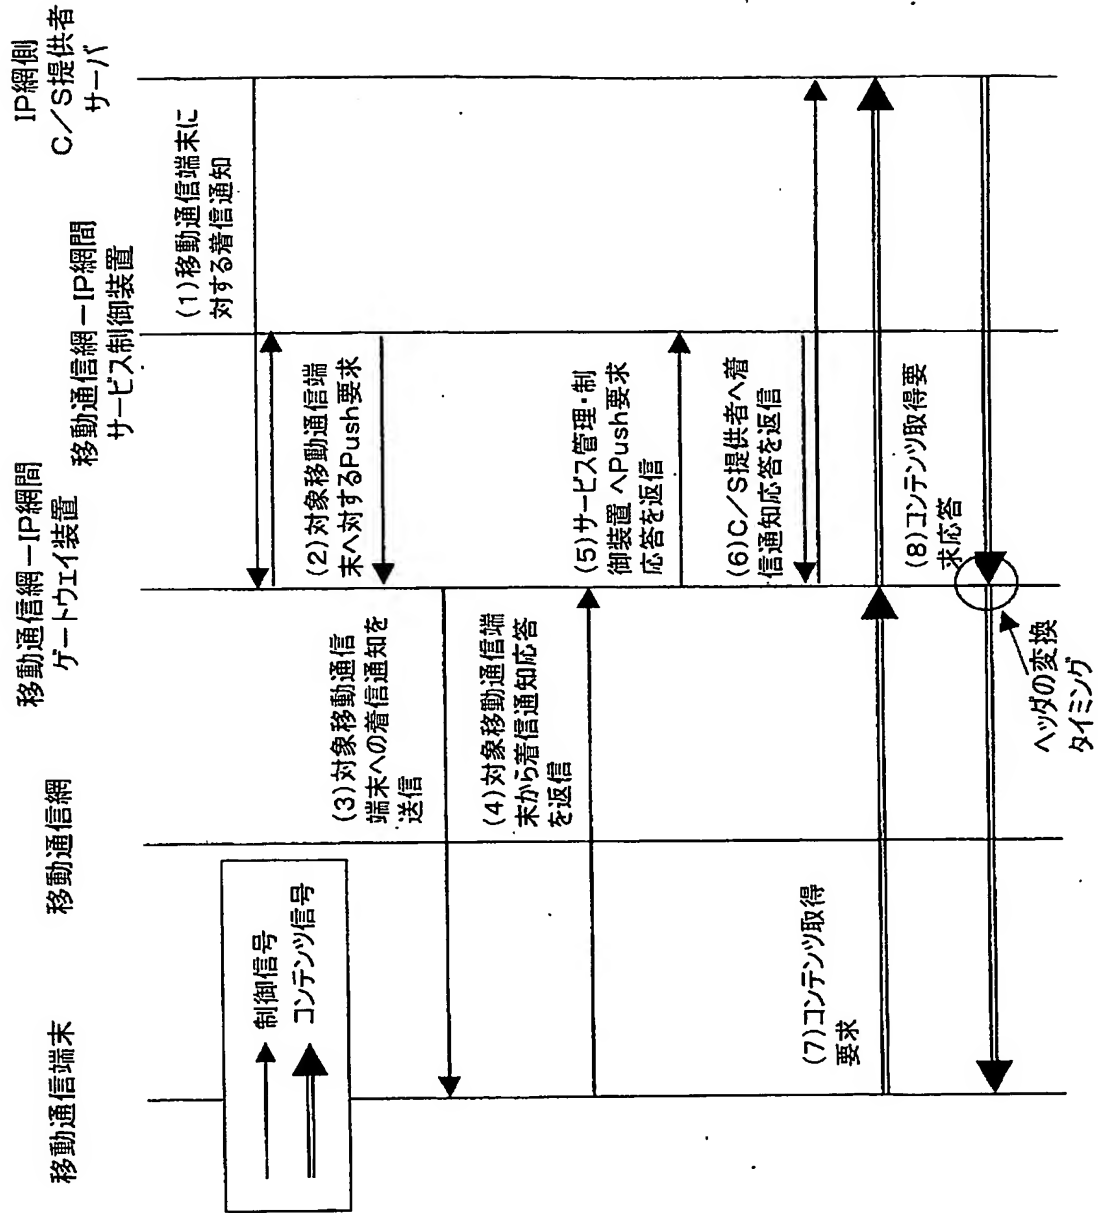 移動通信端末
移動通信網
移動通信網－IP網間
ゲートウェイ装置
移動通信網－IP網間
サービス制御装置
IP網側
C／S提供者
サーバ
制御信号
コンテンツ信号
(1)移動通信端末に
対する着信通知
(2)対象移動通信端
末へ対するPush要求
(3)対象移動通信
端末への着信通知を
送信
(4)対象移動通信端
末から着信通知応答
を返信
(5)サービス管理・制
御装置 へPush要求
応答を返信
(6)C／S提供者へ着
信通知応答を返信
(7)コンテンツ取得
要求
(8)コンテンツ取得要
求応答
ヘッダの変換
タイミング